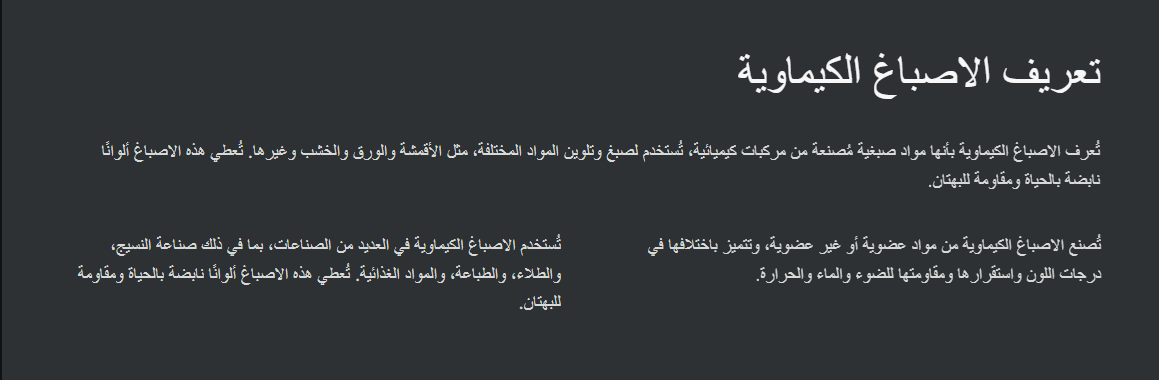 تعريف الاصباغ الكيماوية
تُعرف الاصباغ الكيماوية بأنها مواد صبغية مُصنعة من مركبات كيميائية، تُستخدم لصبغ وتلوين المواد المختلفة، مثل الأقمشة والورق والخشب وغيرها. تُعطي هذه الاصباغ ألوانًا
نابضة بالحياة ومقاومة للبهتان.
تُصنع الاصباغ الكيماوية من مواد عضوية أو غير عضوية، وتتميز باختلافها في
درجات اللون واستقرارها ومقاومتها للضوء والماء والحرارة.
تُستخدم الاصباغ الكيماوية في العديد من الصناعات، بما في ذلك صناعة النسيج،
والطلاء، والطباعة، والمواد الغذائية. تُعطي هذه الاصباغ ألوانًا نابضة بالحياة ومقاومة
للبهتان.